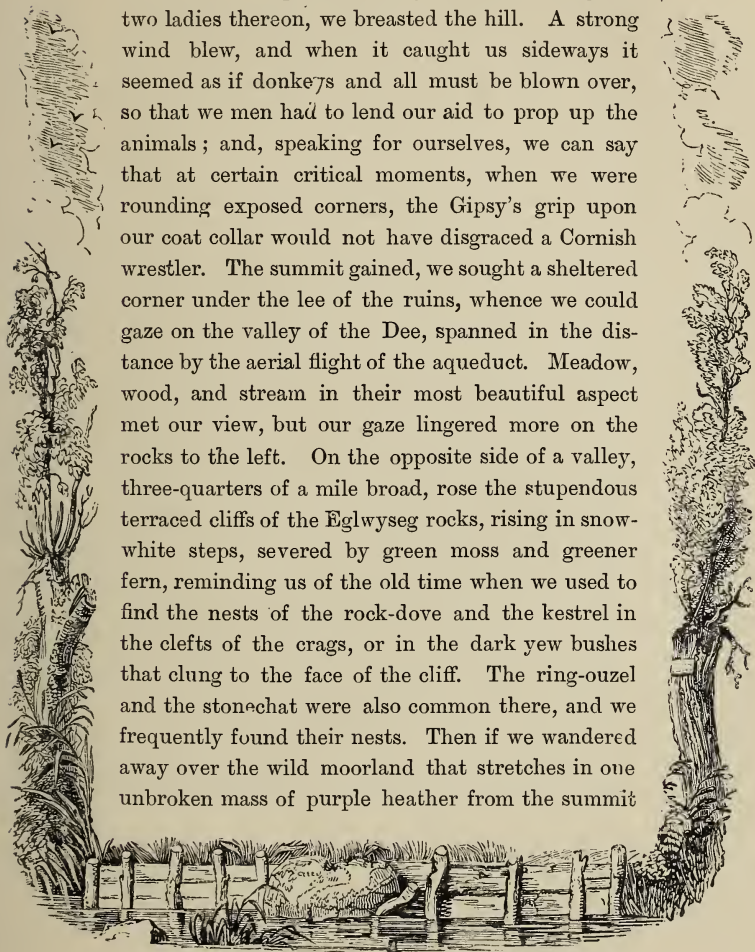 two ladies thereon, we breasted the hill. A strong
wind blew, and when it caught us sideways it
seemed as if donkeys and all must be blown over,
so that we men had to lend our aid to prop up the
animals ; and, speaking for ourselves, we can say
that at certain critical moments, when we were
rounding exposed corners, the Gipsy's grip upon
our coat collar would not have disgraced a Cornish
wrestler. The summit gained, we sought a sheltered
corner under the lee of the ruins, whence we could
gaze on the valley of the Dee, spanned in the dis-
tance by the aerial flight of the aqueduct. Meadow,
wood, and stream in their most beautiful aspect
met our view, but our gaze lingered more on the
rocks to the left. On the opposite side of a valley,
three-quarters of a mile broad, rose the stupendous
terraced cliffs of the Eglwyseg rocks, rising in snow-
white steps, severed by green moss and greener
fern, reminding us of the old time when we used to
find the nests of the rock-dove and the kestrel in
the clefts of the crags, or in the dark yew bushes
that clung to the face of the cliff. The ring-ouzel
and the stonechat were also common there, and we
frequently found their nests. Then if we wandered
away over the wild moorland that stretches in one
unbroken mass of purple heather from the summit